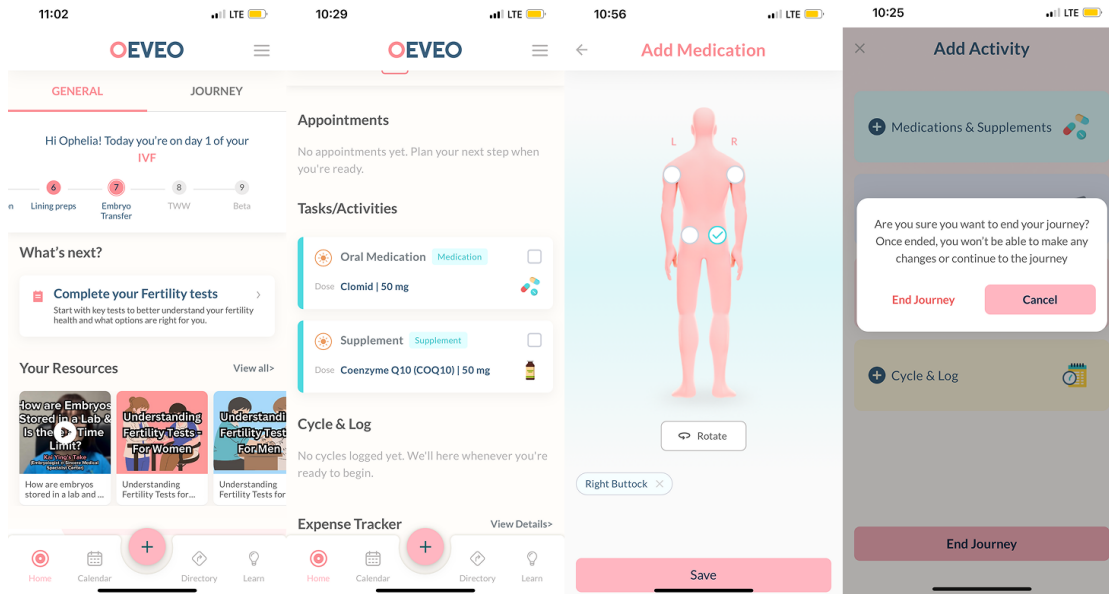 11:02
LTE
OEVEO
GENERAL
JOURNEY
Hi Ophelia! Today you're on day 1 of your
IVF
6
7
8
9
Lining preps
Embryo
Transfer
TWW
Beta
What's next?
Complete your Fertility tests
Start with key tests to better understand your fertility
health and what options are right for you.
Your Resources
View all>
How are Embryos
Stored in a Lab &
Is there a Time
Limit?
How are embryos
stored in a lab and ...
Understanding
Fertility Tests -
For Women
Understanding
Fertility Tests for...
Understandi
Fertility Test
For Men
Understanding
Fertility Tests for
Home
Calendar
+
Directory
Learn
10:29
LTE
OEVEO
Appointments
No appointments yet. Plan your next step when
you're ready.
Tasks/Activities
Oral Medication
Medication
Dose
Clomid | 50 mg
Supplement
Supplement
Dose
Coenzyme Q10 (COQ10) | 50 mg
Cycle & Log
No cycles logged yet. We'll here whenever you're
ready to begin.
Expense Tracker
View Details>
Home
Calendar
+
Directory
Learn
10:56
LTE
Add Medication
L
R
Rotate
Right Buttock
Save
10:25
LTE
Add Activity
Medications & Supplements
Are you sure you want to end your journey?
Once ended, you won't be able to make any
changes or continue to the journey
End Journey
Cancel
Cycle & Log
End Journey